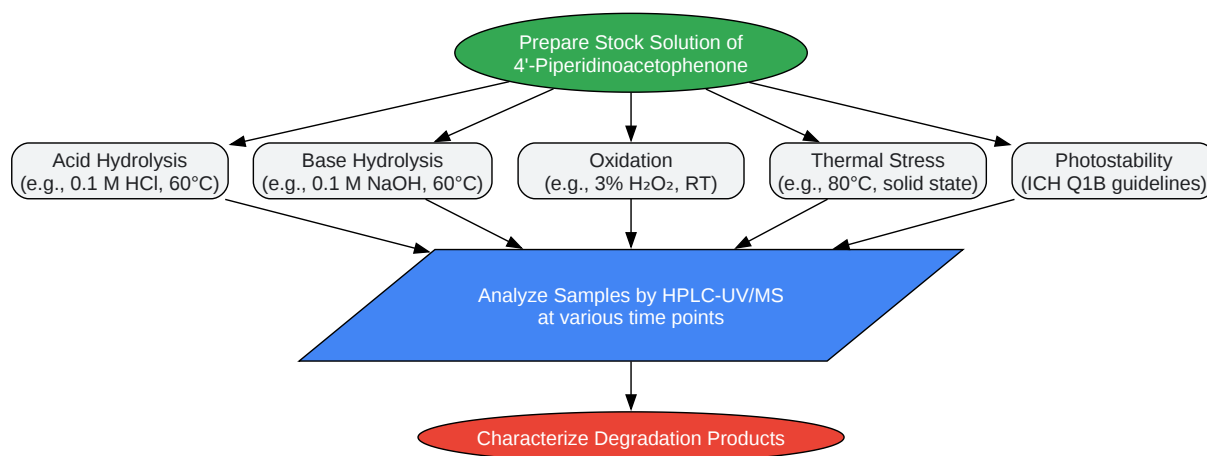 Prepare Stock Solution of
4'-Piperidinoacetophenone
Acid Hydrolysis
(e.g., 0.1 M HCl, 60°C)
Base Hydrolysis
(e.g., 0.1 M NaOH, 60°C)
Oxidation
(e.g., 3% H₂O₂, RT)
Thermal Stress
(e.g., 80°C, solid state)
Photostability
(ICH Q1B guidelines)
Analyze Samples by HPLC-UV/MS
at various time points
Characterize Degradation Products